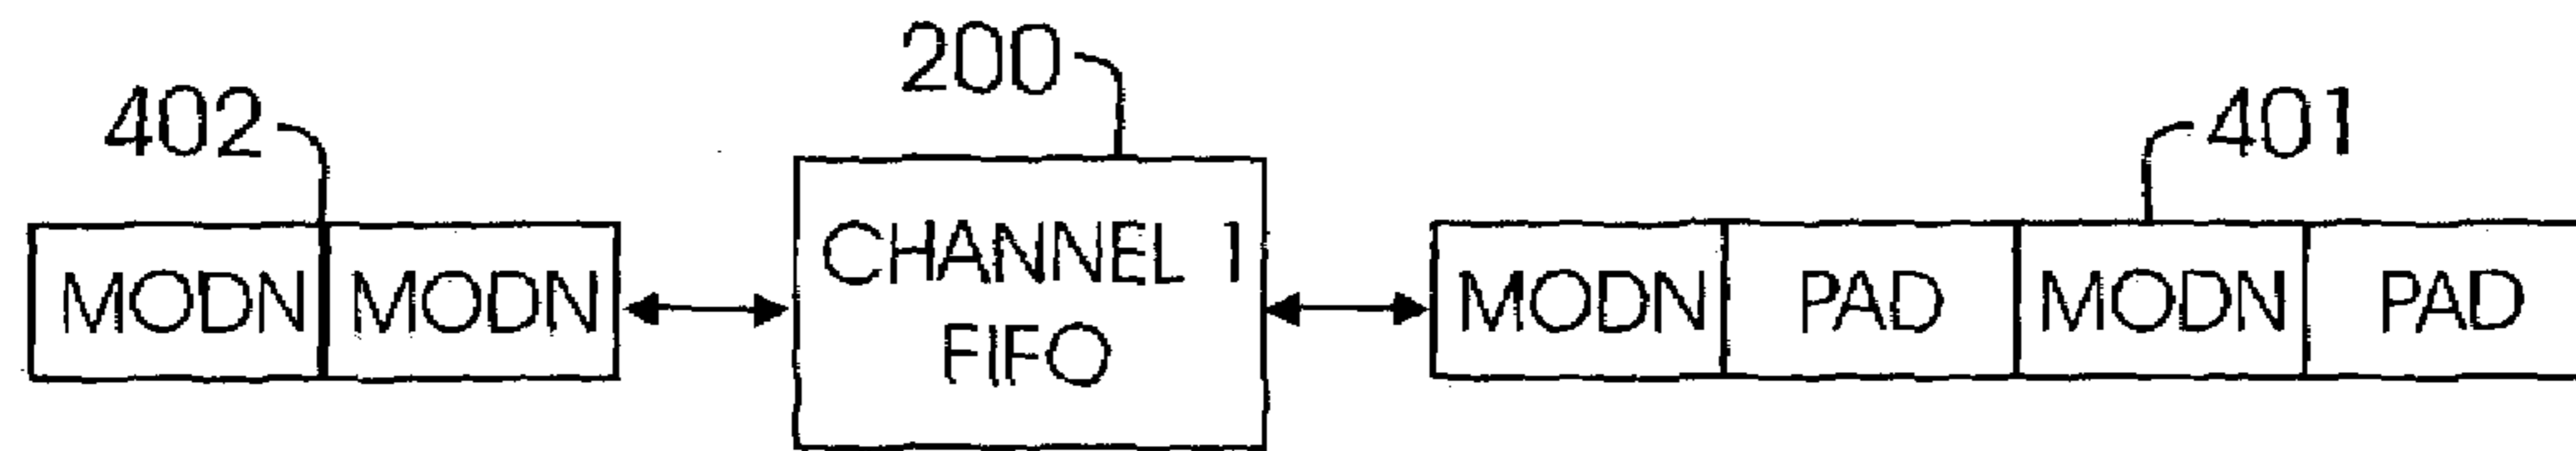 200
402
401
MODN MODN
CHANNEL 1
FIFO
MODN PAD MODN PAD